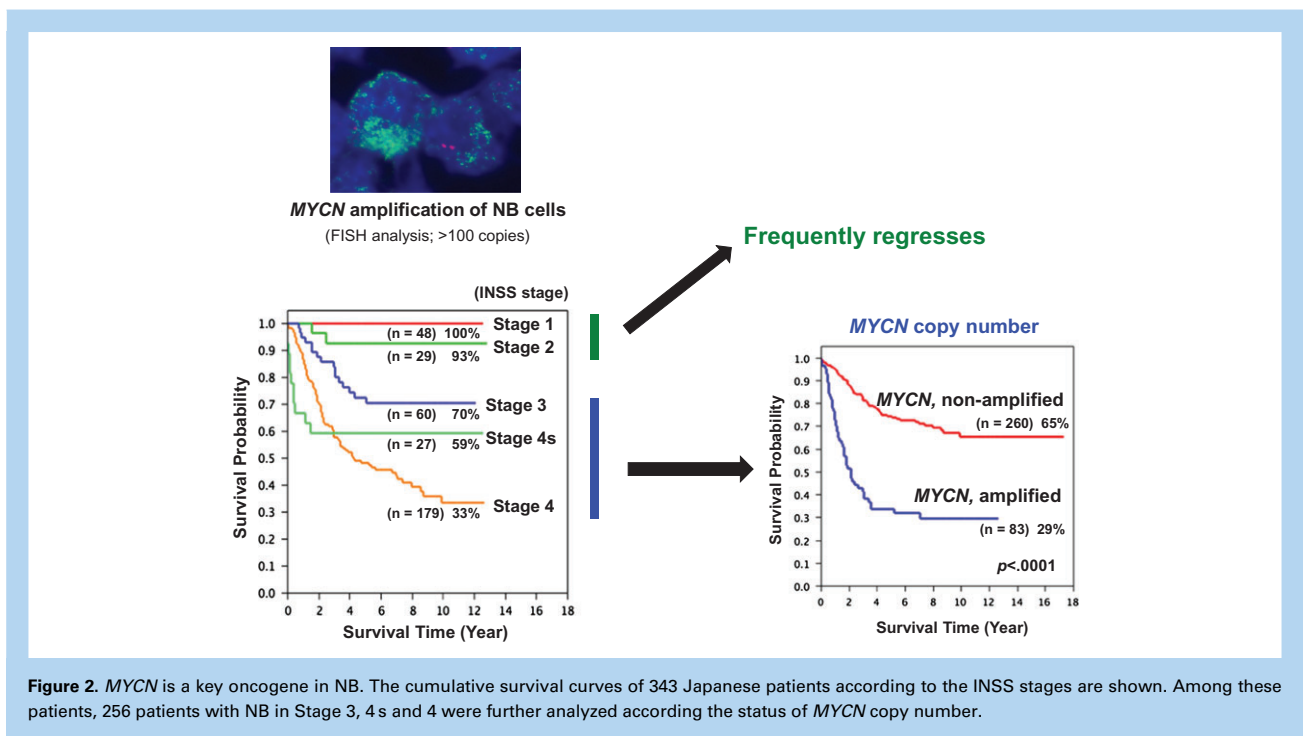 MYCN amplification of NB cells
(FISH analysis; >100 copies)
Frequently regresses
(INSS stage)
Stage 1
(n = 48) 100%
Stage 2
(n = 29) 93%
Stage 3
(n = 60) 70%
Stage 4s
(n = 27) 59%
Stage 4
(n = 179) 33%
Survival Probability
1.0
0.9
0.8
0.7
0.6
0.5
0.4
0.3
0.2
0.1
0.0
0 2 4 6 8 10 12 14 16 18
Survival Time (Year)
MYCN copy number
MYCN, non-amplified
(n = 260) 65%
MYCN, amplified
(n = 83) 29%
p<.0001
Survival Probability
1.0
0.9
0.8
0.7
0.6
0.5
0.4
0.3
0.2
0.1
0.0
0 2 4 6 8 10 12 14 16 18
Survival Time (Year)
Figure 2. MYCN is a key oncogene in NB. The cumulative survival curves of 343 Japanese patients according to the INSS stages are shown. Among these
patients, 256 patients with NB in Stage 3, 4 s and 4 were further analyzed according the status of MYCN copy number.